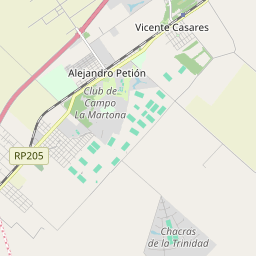 Vicente Casares
Alejandro Petión
Club de
Campo
La Martona
RP205
Chacras
de la Trinidad